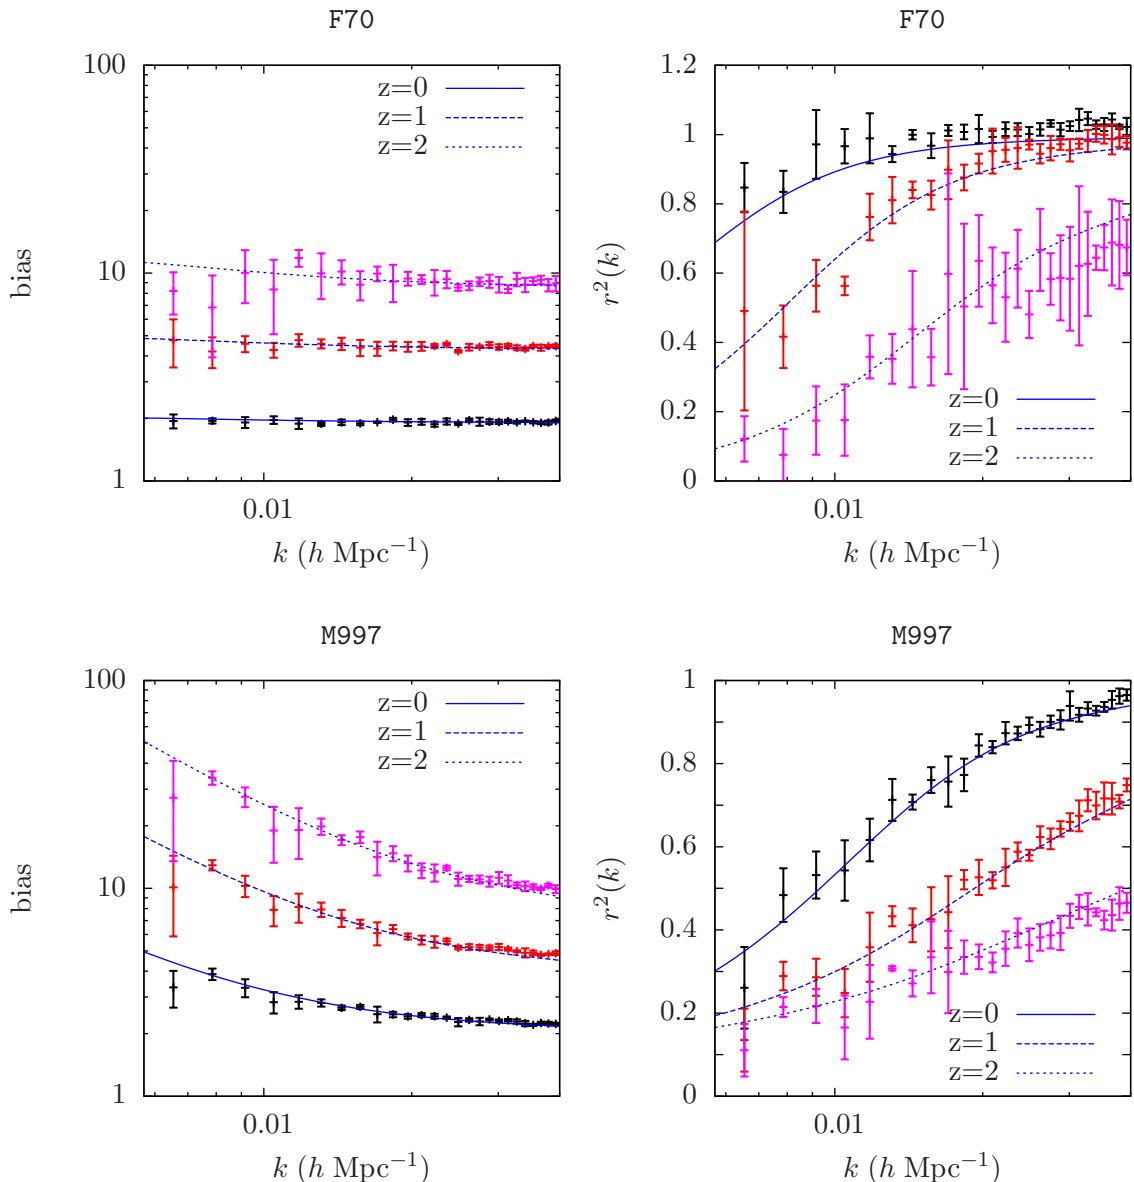 F70
bias
100
10
1
z=0
z=1
z=2
0.01
k (h Mpc⁻¹)
F70
r²(k)
1.2
1
0.8
0.6
0.4
0.2
0
z=0
z=1
z=2
0.01
k (h Mpc⁻¹)
M997
bias
100
10
1
z=0
z=1
z=2
0.01
k (h Mpc⁻¹)
M997
r²(k)
1
0.8
0.6
0.4
0.2
0
z=0
z=1
z=2
0.01
k (h Mpc⁻¹)